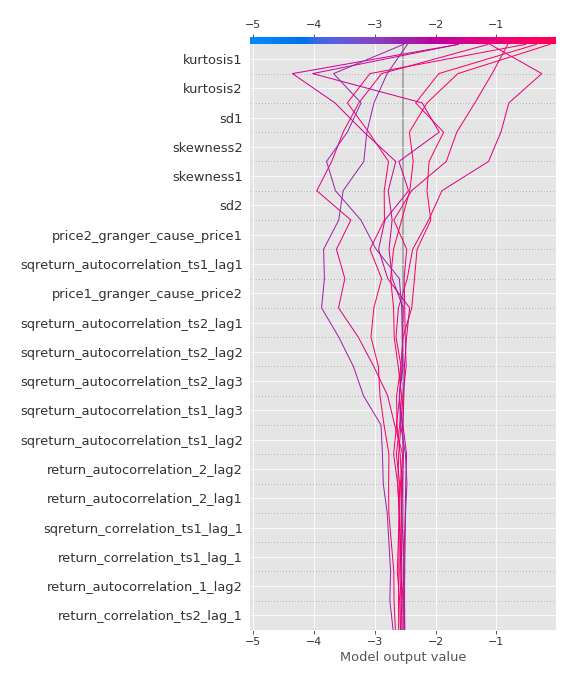 −5 −4 −3 −2 −1
kurtosis1
kurtosis2
sd1
skewness2
skewness1
sd2
price2_granger_cause_price1
sqreturn_autocorrelation_ts1_lag1
price1_granger_cause_price2
sqreturn_autocorrelation_ts2_lag1
sqreturn_autocorrelation_ts2_lag2
sqreturn_autocorrelation_ts2_lag3
sqreturn_autocorrelation_ts1_lag3
sqreturn_autocorrelation_ts1_lag2
return_autocorrelation_2_lag2
return_autocorrelation_2_lag1
sqreturn_correlation_ts1_lag_1
return_correlation_ts1_lag_1
return_autocorrelation_1_lag2
return_correlation_ts2_lag_1
−5 −4 −3 −2 −1
Model output value